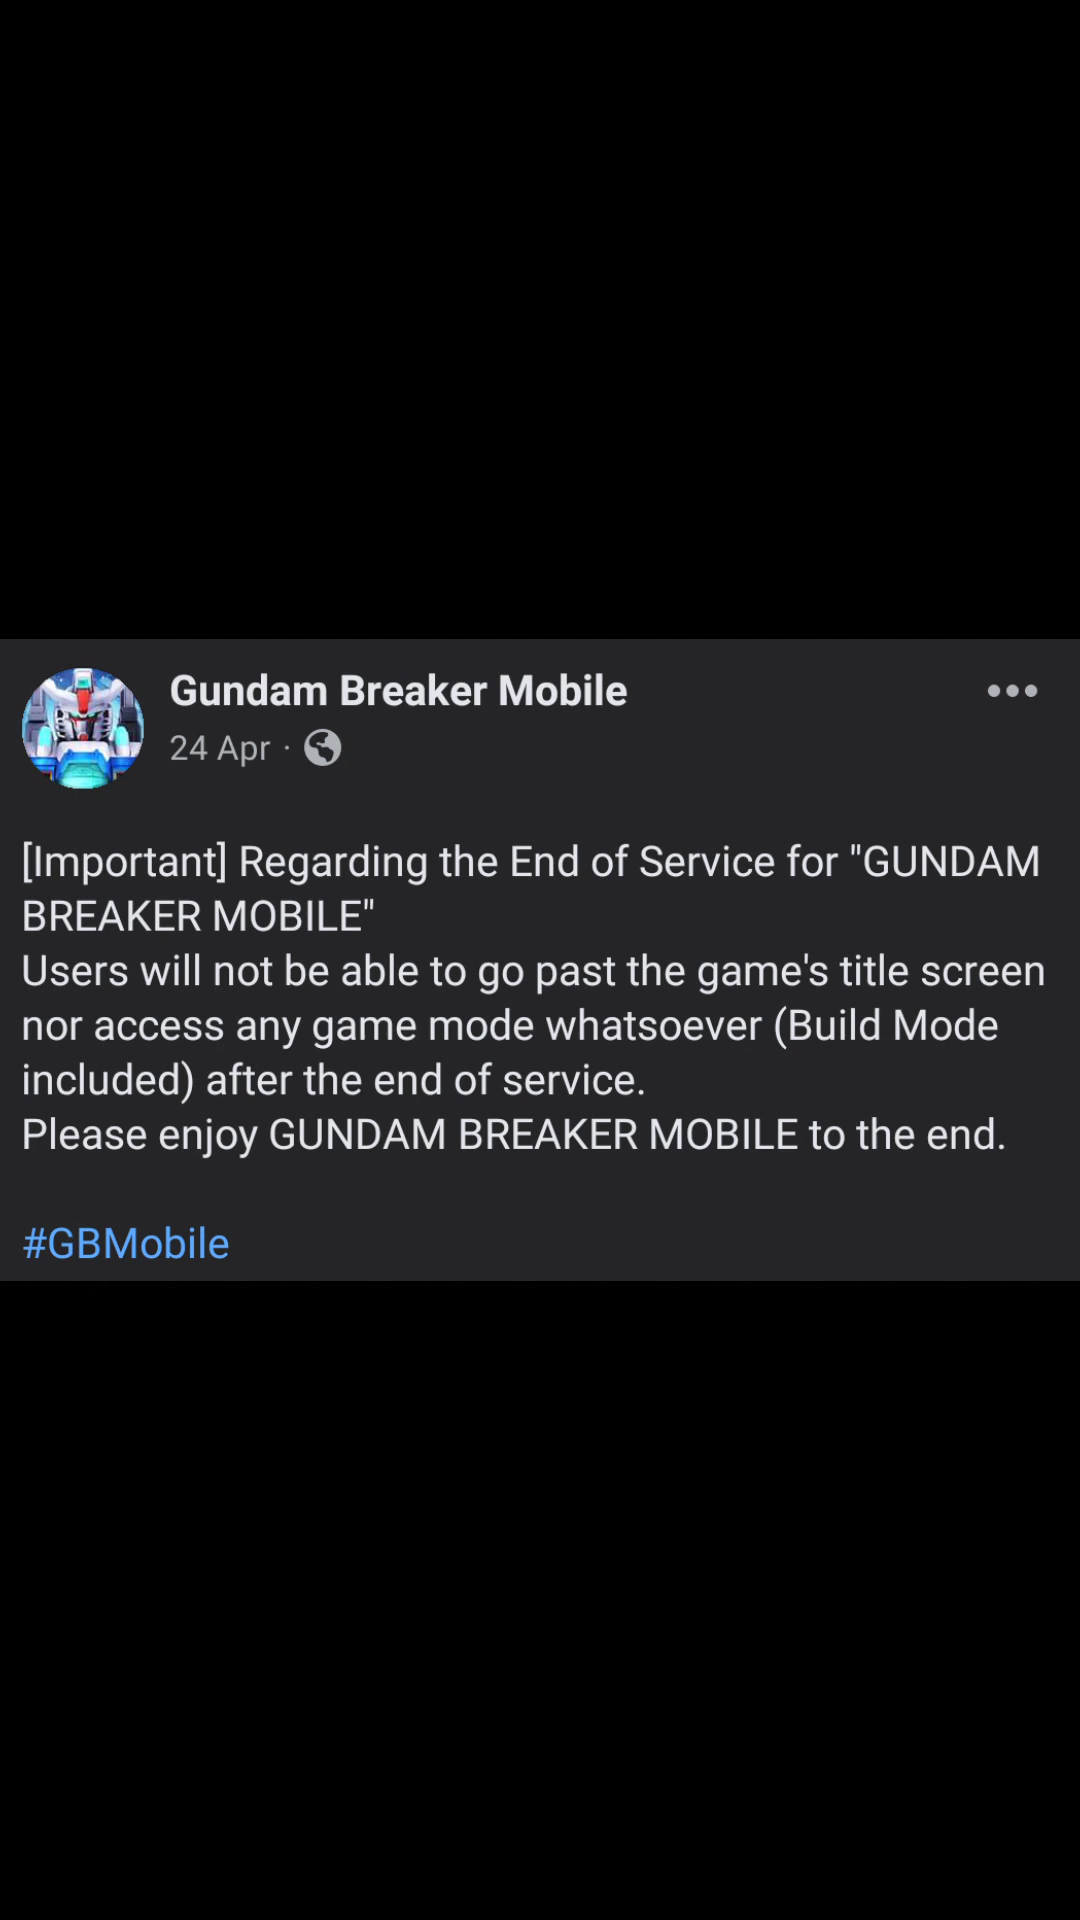 Gundam Breaker Mobile
24 Apr ·
[Important] Regarding the End of Service for "GUNDAM
BREAKER MOBILE"
Users will not be able to go past the game's title screen
nor access any game mode whatsoever (Build Mode
included) after the end of service.
Please enjoy GUNDAM BREAKER MOBILE to the end.
#GBMobile